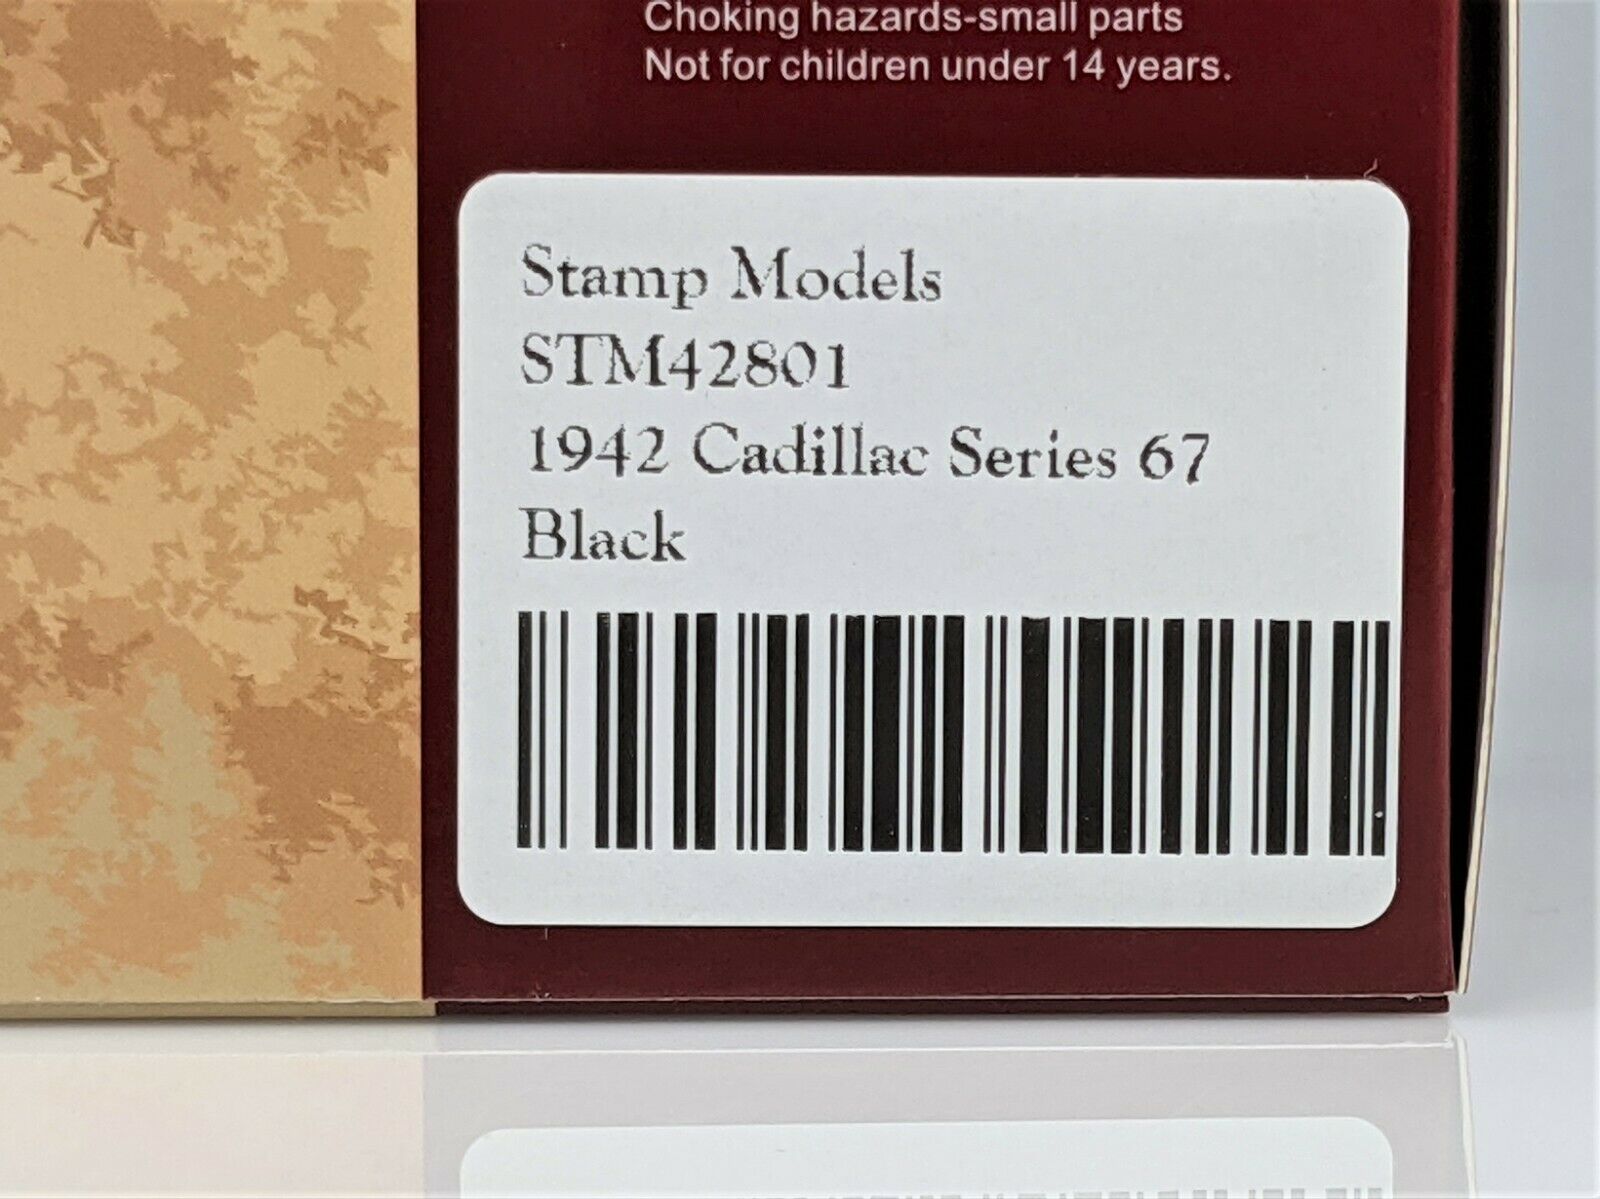 Choking hazards-small parts
Not for children under 14 years.
Stamp Models
STM42801
1942 Cadillac Series 67
Black